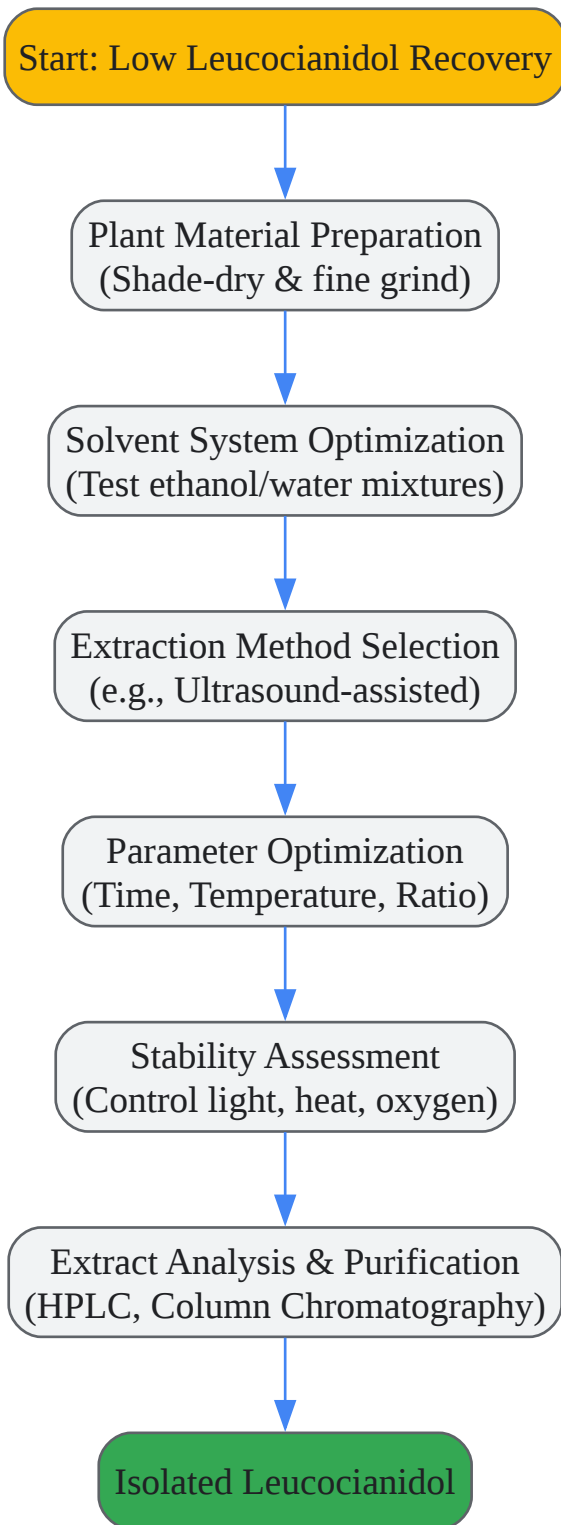 Start: Low Leucocianidol Recovery
Plant Material Preparation
(Shade-dry & fine grind)
Solvent System Optimization
(Test ethanol/water mixtures)
Extraction Method Selection
(e.g., Ultrasound-assisted)
Parameter Optimization
(Time, Temperature, Ratio)
Stability Assessment
(Control light, heat, oxygen)
Extract Analysis & Purification
(HPLC, Column Chromatography)
Isolated Leucocianidol